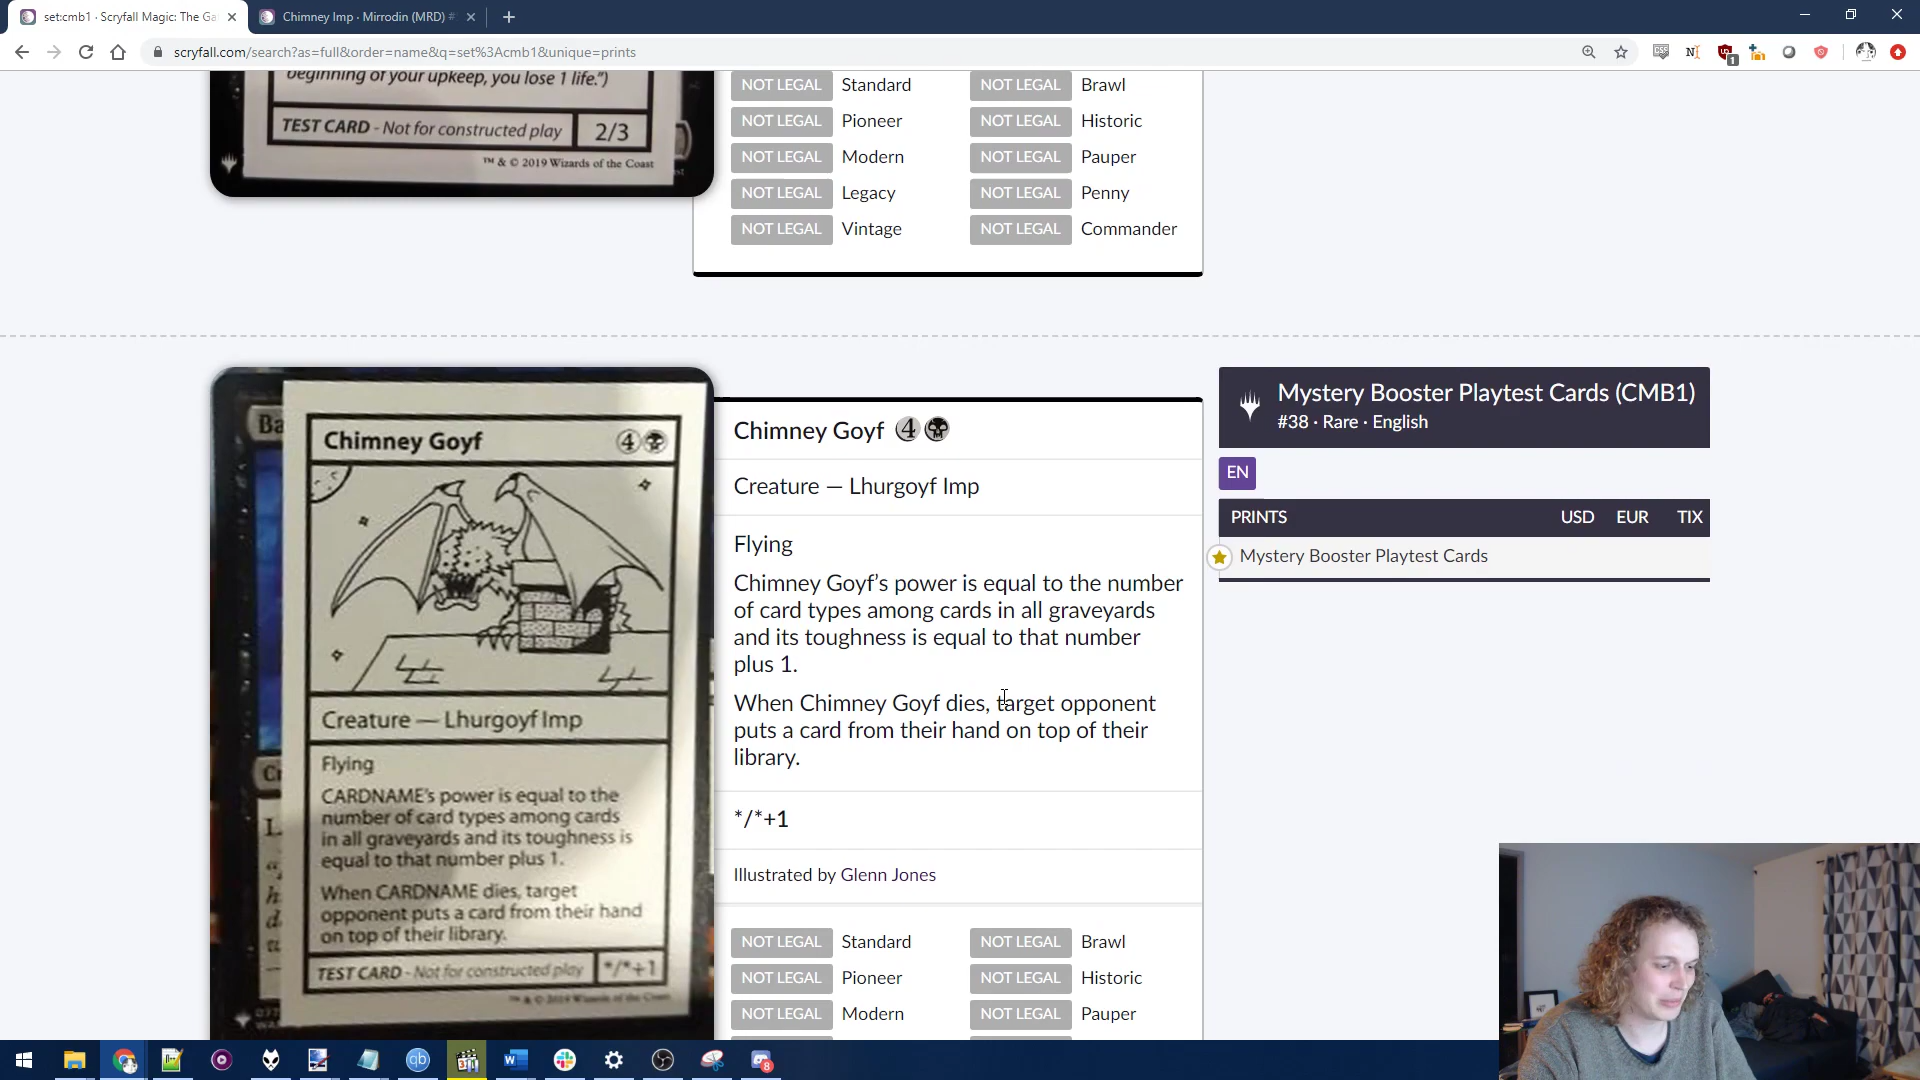 set:cmb1 · Scryfall Magic: The Ga
Chimney Imp · Mirrodin (MRD) #
scryfall.com/search?as=full&order=name&q=set%3Acmb1&unique=prints
beginning of your upkeep, you lose 1 life.")
TEST CARD - Not for constructed play 2/3
™ & © 2019 Wizards of the Coast
NOT LEGAL Standard NOT LEGAL Brawl
NOT LEGAL Pioneer NOT LEGAL Historic
NOT LEGAL Modern NOT LEGAL Pauper
NOT LEGAL Legacy NOT LEGAL Penny
NOT LEGAL Vintage NOT LEGAL Commander
Ba
Chimney Goyf 4
Creature — Lhurgoyf Imp
Flying
CARDNAME's power is equal to the
number of card types among cards
in all graveyards and its toughness is
equal to that number plus 1.
When CARDNAME dies, target
opponent puts a card from their hand
on top of their library.
TEST CARD - Not for constructed play */*+1
™ & © 2019 Wizards of the Coast
Chimney Goyf 4
Creature — Lhurgoyf Imp
Flying
Chimney Goyf's power is equal to the number
of card types among cards in all graveyards
and its toughness is equal to that number
plus 1.
When Chimney Goyf dies, target opponent
puts a card from their hand on top of their
library.
*/*+1
Illustrated by Glenn Jones
NOT LEGAL Standard NOT LEGAL Brawl
NOT LEGAL Pioneer NOT LEGAL Historic
NOT LEGAL Modern NOT LEGAL Pauper
Mystery Booster Playtest Cards (CMB1)
#38 · Rare · English
EN
PRINTS USD EUR TIX
Mystery Booster Playtest Cards